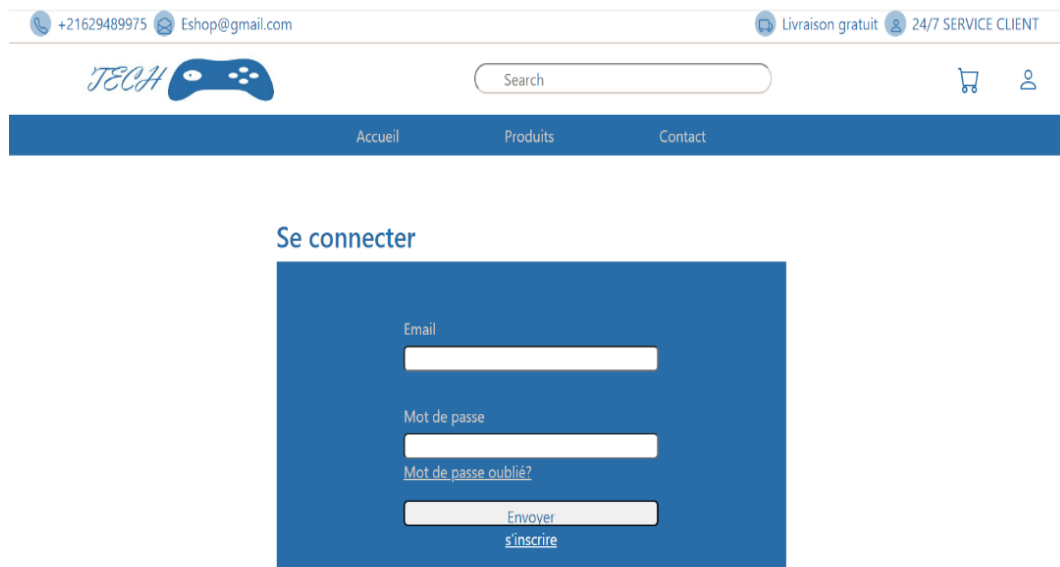 +21629489975 Eshop@gmail.com Livraison gratuit 24/7 SERVICE CLIENT
TECH Search
Accueil Produits Contact
Se connecter
Email
Mot de passe
Mot de passe oublié?
Envoyer
s'inscrire